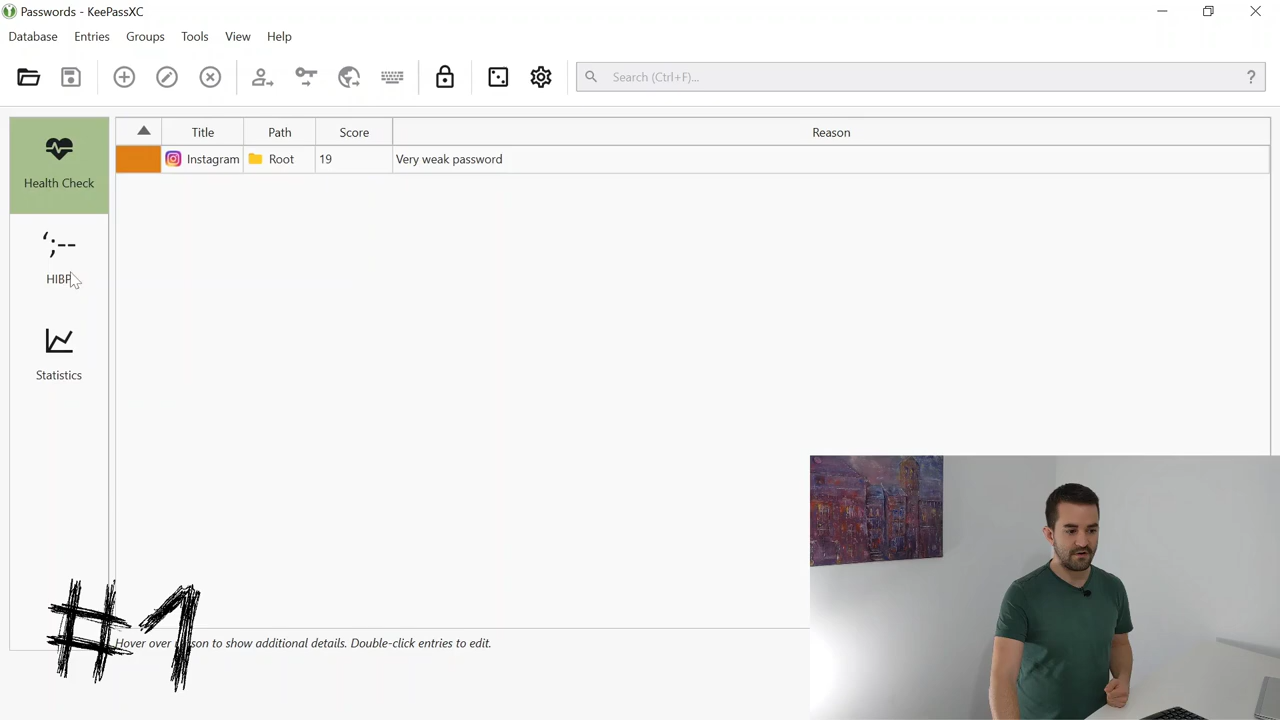 Passwords - KeePassXC
Database Entries Groups Tools View Help
Search (Ctrl+F)... ?
Health Check
HIBP
Statistics
Title Path Score Reason
Instagram Root 19 Very weak password
Hover over reason to show additional details. Double-click entries to edit.
#1